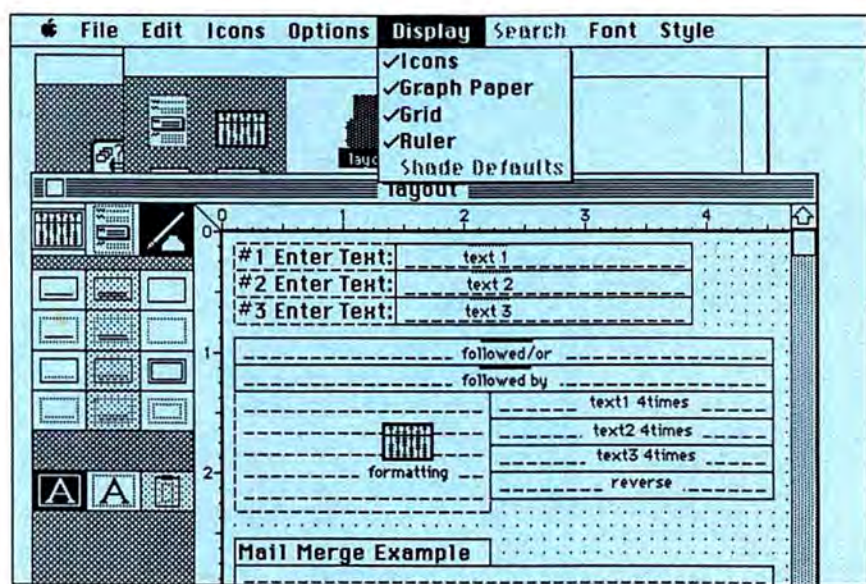 File Edit Icons Options Display Search Font Style
✓Icons
✓Graph Paper
✓Grid
✓Ruler
Shade Defaults
layo
layout
0 1 2 3 4
0
#1 Enter Text: text 1
#2 Enter Text: text 2
#3 Enter Text: text 3
1
followed/or
followed by
text1 4times
text2 4times
text3 4times
formatting
reverse
2
A A
Mail Merge Example